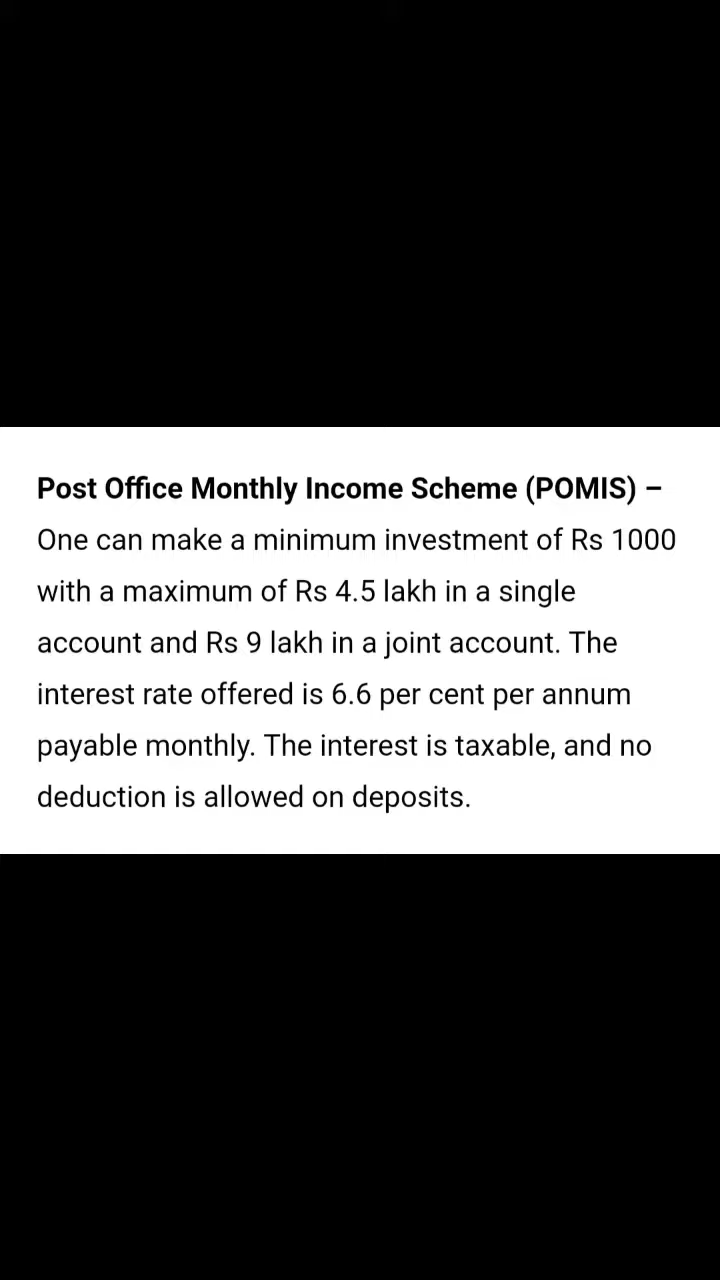 Post Office Monthly Income Scheme (POMIS) –
One can make a minimum investment of Rs 1000
with a maximum of Rs 4.5 lakh in a single
account and Rs 9 lakh in a joint account. The
interest rate offered is 6.6 per cent per annum
payable monthly. The interest is taxable, and no
deduction is allowed on deposits.